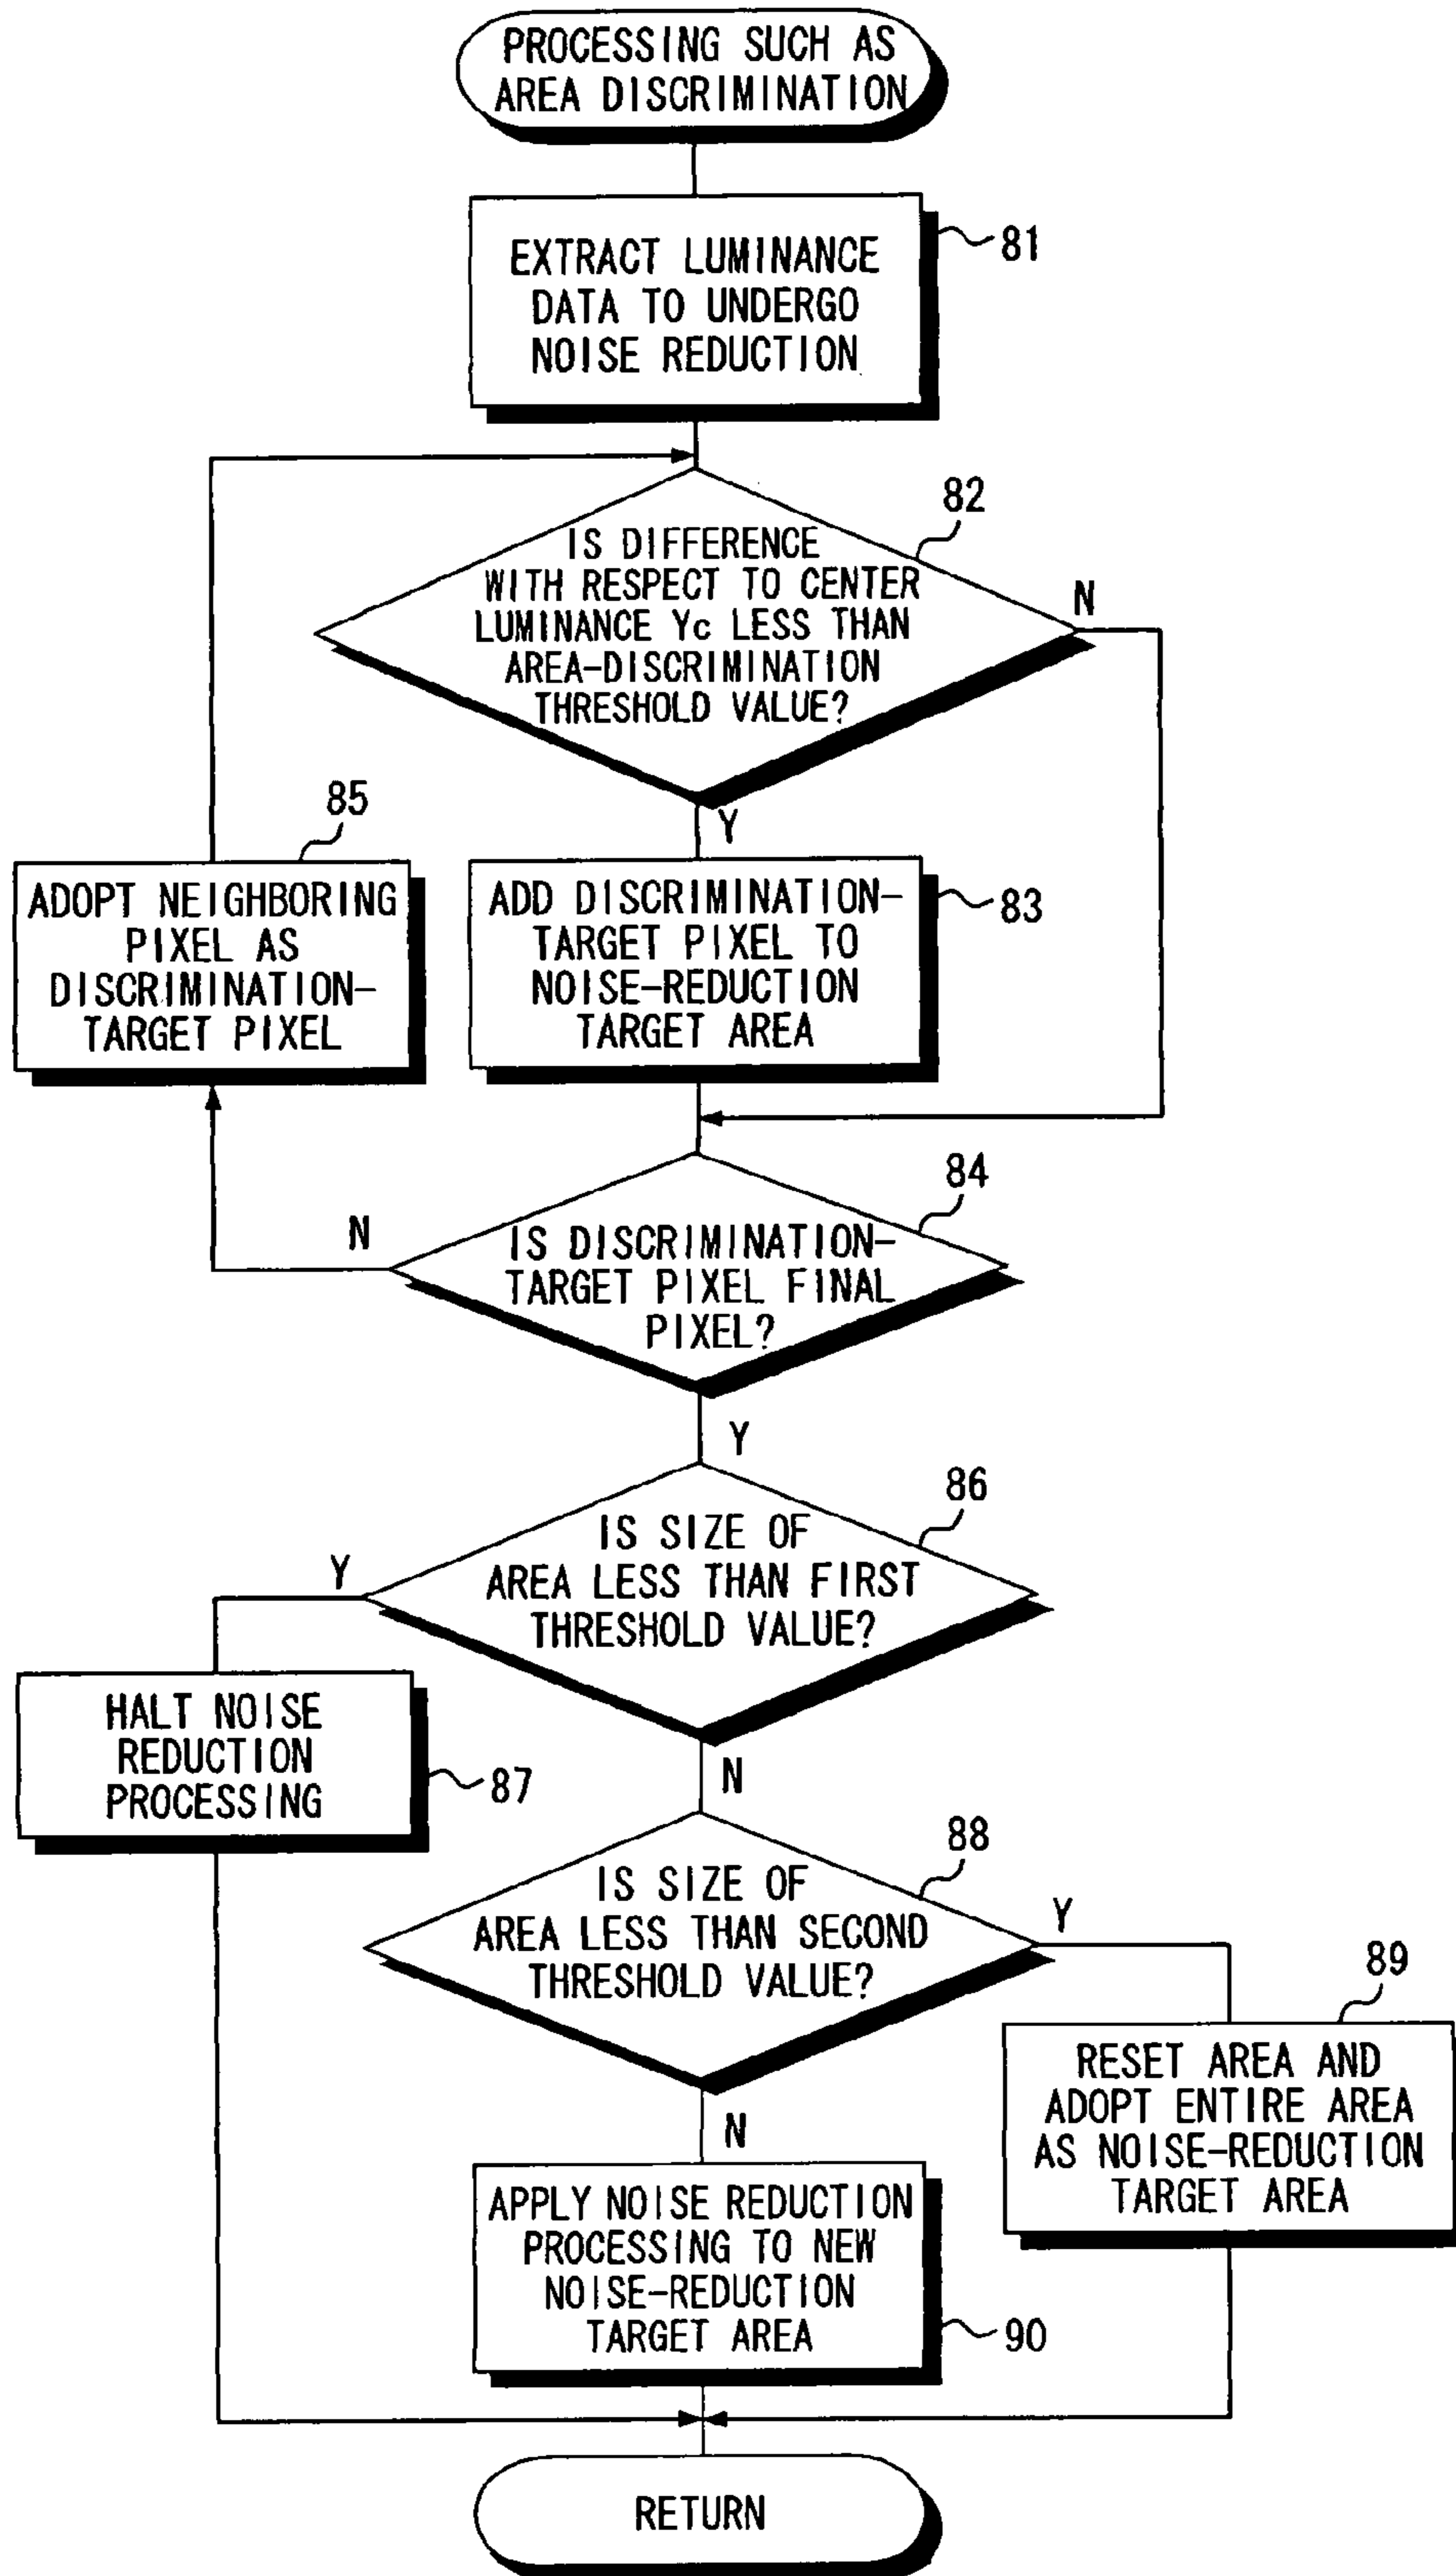 PROCESSING SUCH AS
AREA DISCRIMINATION
EXTRACT LUMINANCE
DATA TO UNDERGO
NOISE REDUCTION
81
IS DIFFERENCE
WITH RESPECT TO CENTER
LUMINANCE Yc LESS THAN
AREA-DISCRIMINATION
THRESHOLD VALUE?
82
N
Y
85
ADOPT NEIGHBORING
PIXEL AS
DISCRIMINATION-
TARGET PIXEL
ADD DISCRIMINATION-
TARGET PIXEL TO
NOISE-REDUCTION
TARGET AREA
83
84
N
IS DISCRIMINATION-
TARGET PIXEL FINAL
PIXEL?
Y
86
Y
IS SIZE OF
AREA LESS THAN FIRST
THRESHOLD VALUE?
HALT NOISE
REDUCTION
PROCESSING
87
N
88
IS SIZE OF
AREA LESS THAN SECOND
THRESHOLD VALUE?
Y
89
RESET AREA AND
ADOPT ENTIRE AREA
AS NOISE-REDUCTION
TARGET AREA
N
APPLY NOISE REDUCTION
PROCESSING TO NEW
NOISE-REDUCTION
TARGET AREA
90
RETURN